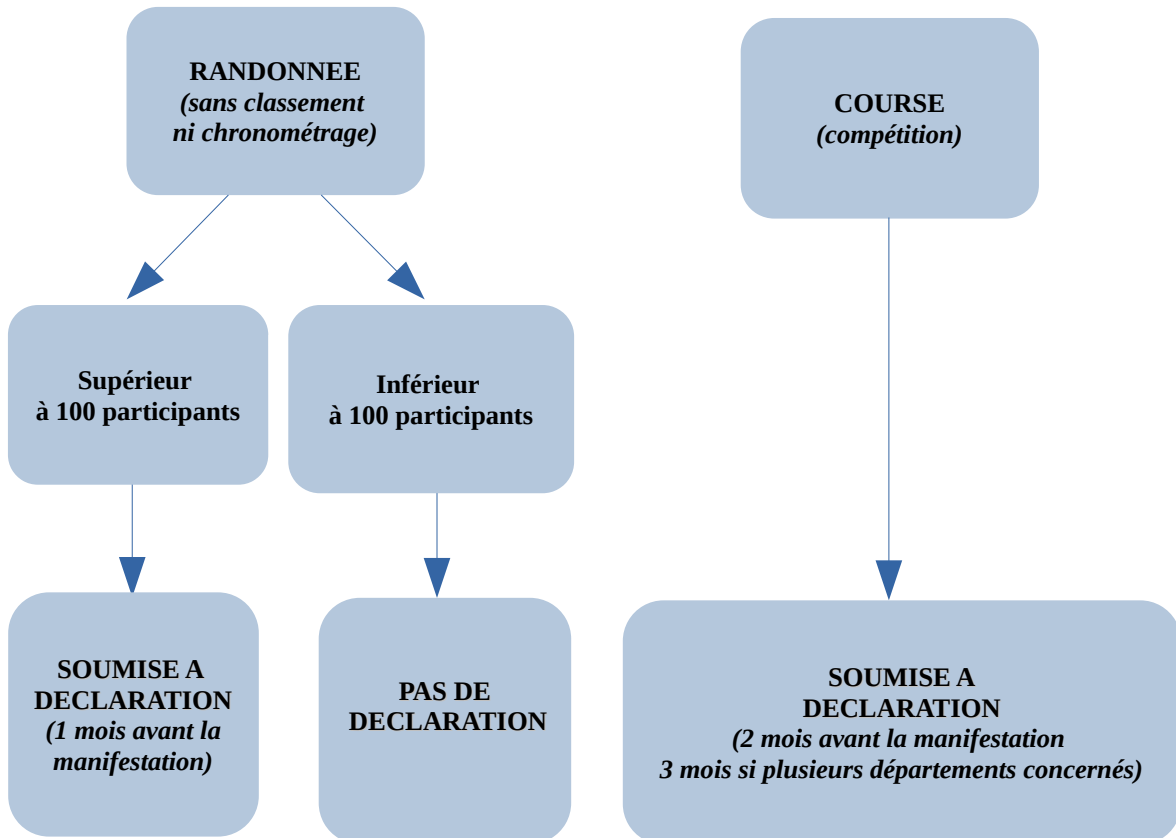 RANDONNEE
(sans classement
ni chronométrage)
COURSE
(compétition)
Supérieur
à 100 participants
Inférieur
à 100 participants
SOUMISE A
DECLARATION
(1 mois avant la
manifestation)
PAS DE
DECLARATION
SOUMISE A
DECLARATION
(2 mois avant la manifestation
3 mois si plusieurs départements concernés)